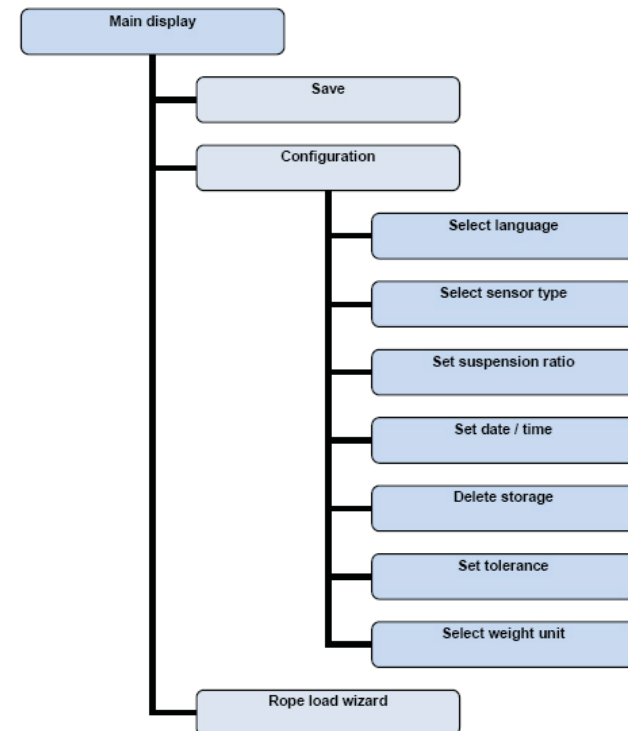 Main display
Save
Configuration
Select language
Select sensor type
Set suspension ratio
Set date / time
Delete storage
Set tolerance
Select weight unit
Rope load wizard